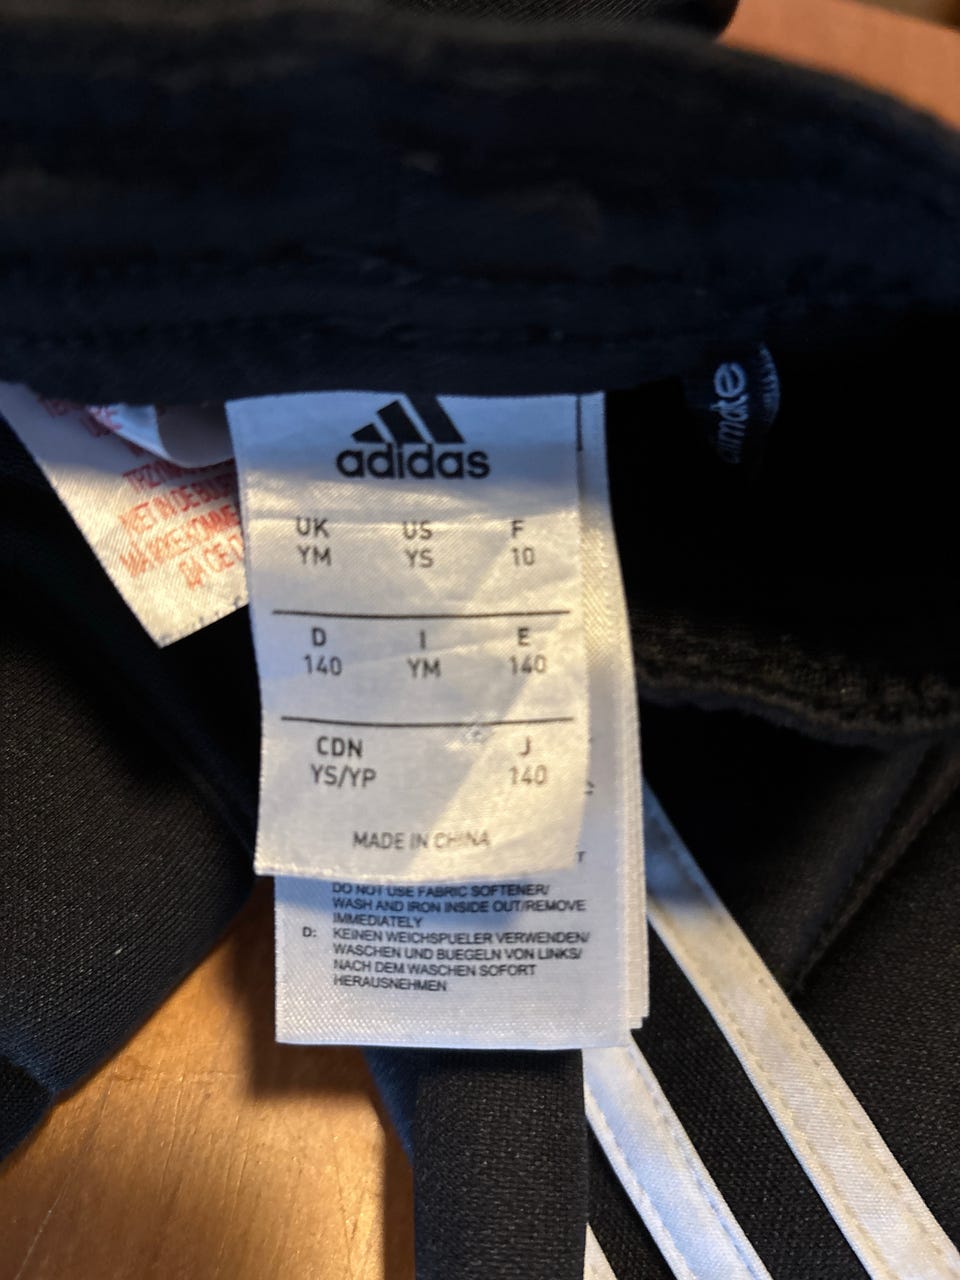 adidas
UK US F
YM YS 10
D I E
140 YM 140
CDN J
YS/YP 140
MADE IN CHINA
DO NOT USE FABRIC SOFTENER/
WASH AND IRON INSIDE OUT/REMOVE
IMMEDIATELY
D: KEINEN WEICHSPUELER VERWENDEN/
WASCHEN UND BUEGELN VON LINKS/
NACH DEM WASCHEN SOFORT
HERAUSNEHMEN